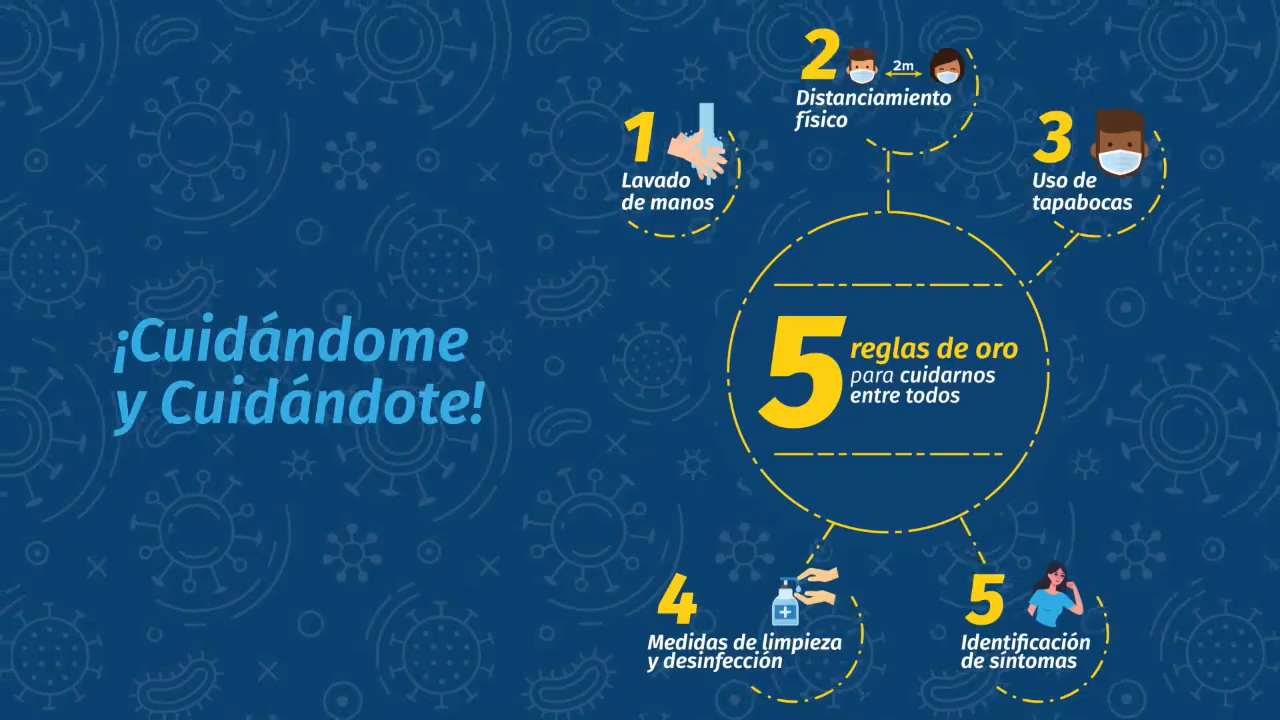 ¡Cuidándome
y Cuidándote!
1
Lavado
de manos
2
2m
Distanciamiento
físico
3
Uso de
tapabocas
5 reglas de oro
para cuidarnos
entre todos
4
Medidas de limpieza
y desinfección
5
Identificación
de síntomas